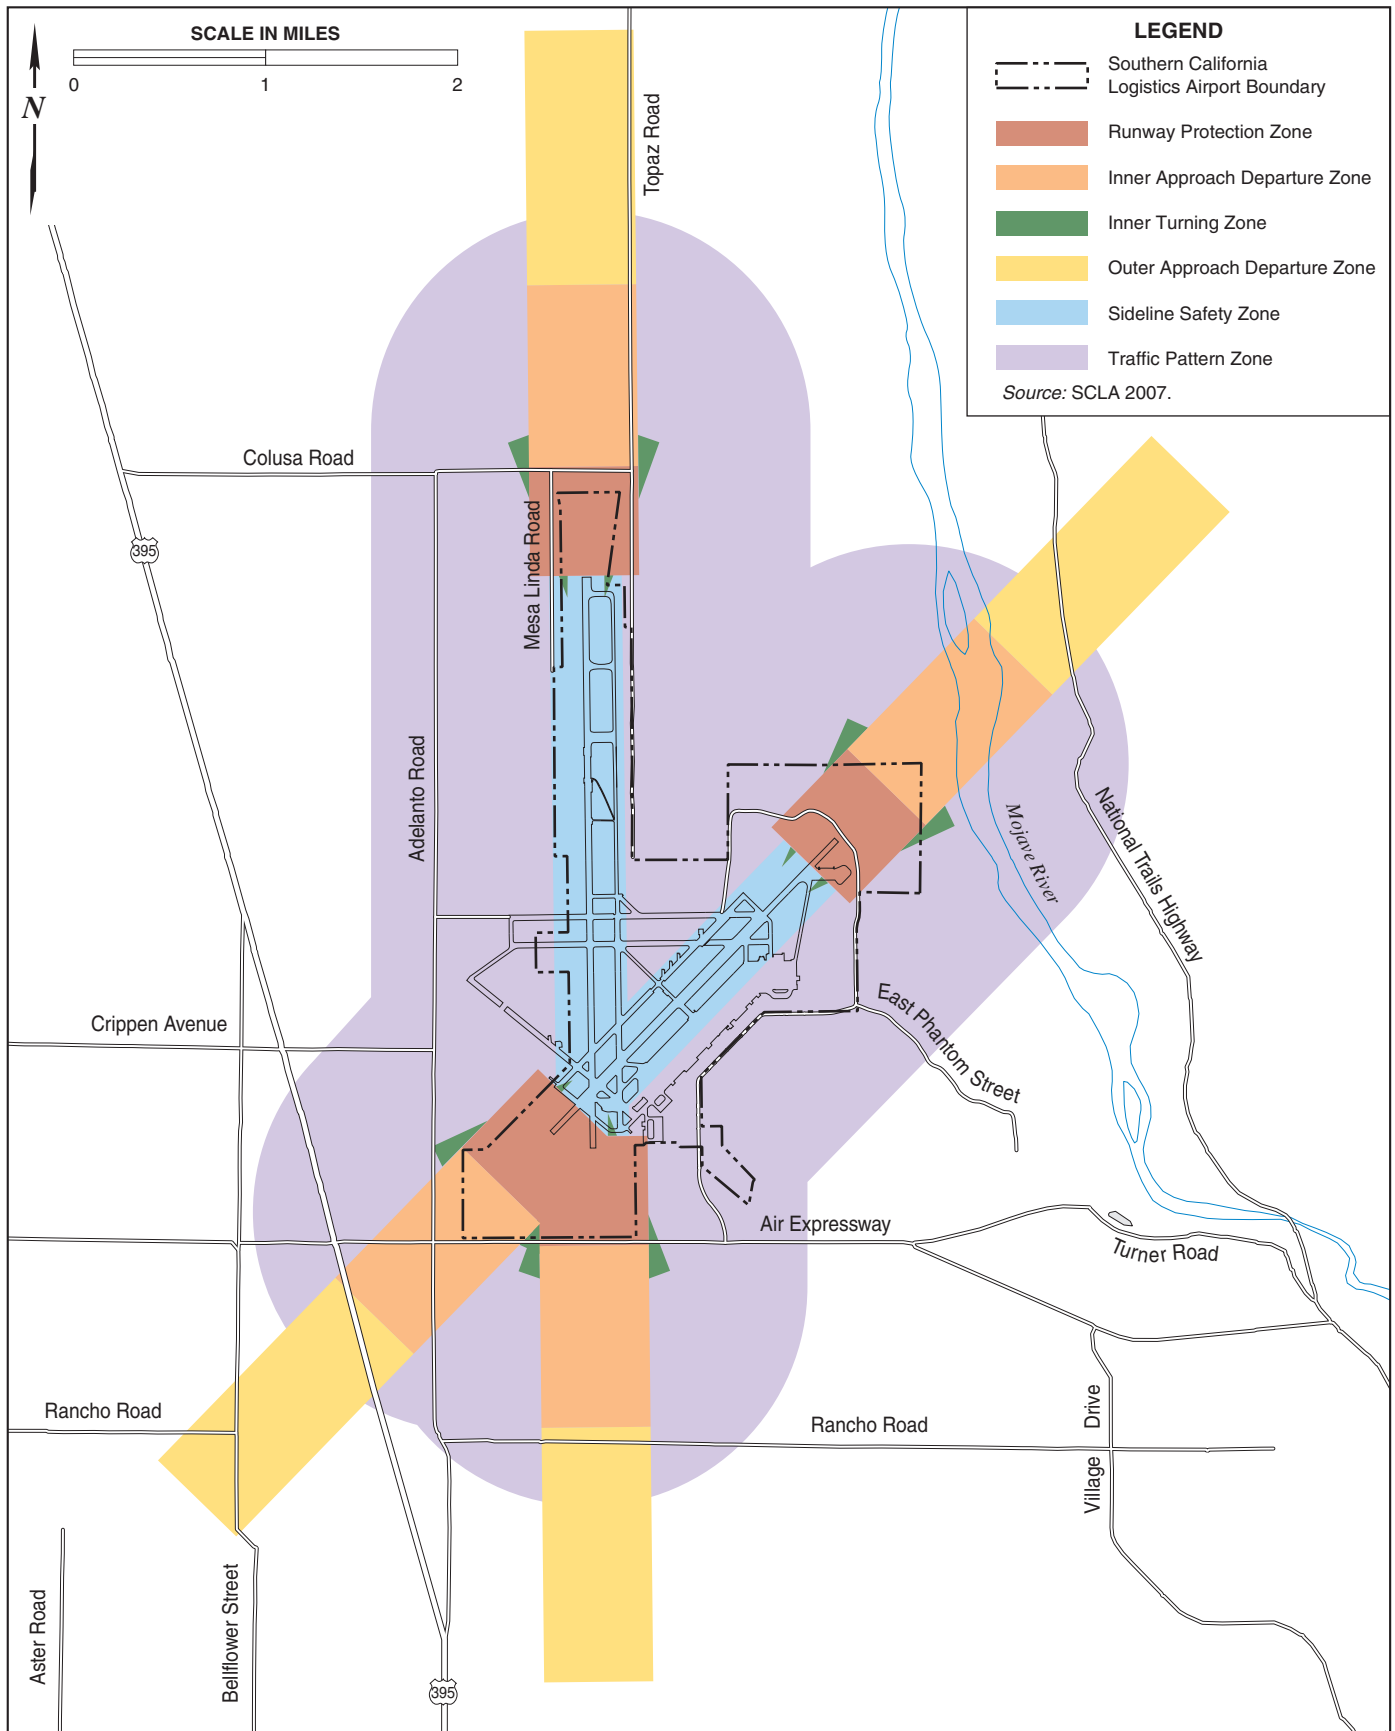 SCALE IN MILES
0 1 2
N
LEGEND
Southern California
Logistics Airport Boundary
Runway Protection Zone
Inner Approach Departure Zone
Inner Turning Zone
Outer Approach Departure Zone
Sideline Safety Zone
Traffic Pattern Zone
Source: SCLA 2007.
Topaz Road
Colusa Road
Mesa Linda Road
395
Adelanto Road
Mojave River
National Trails Highway
Crippen Avenue
East Phantom Street
Air Expressway
Turner Road
Rancho Road
Rancho Road
Village Drive
Aster Road
Bellflower Street
395